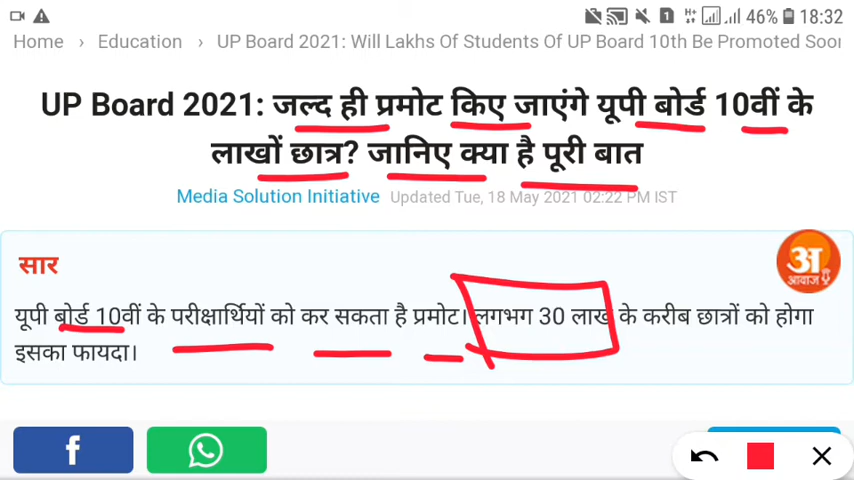 46% 18:32
Home › Education › UP Board 2021: Will Lakhs Of Students Of UP Board 10th Be Promoted Soon
UP Board 2021: जल्द ही प्रमोट किए जाएंगे यूपी बोर्ड 10वीं के
लाखों छात्र? जानिए क्या है पूरी बात
Media Solution Initiative Updated Tue, 18 May 2021 02:22 PM IST
सार
अ
आवाज
यूपी बोर्ड 10वीं के परीक्षार्थियों को कर सकता है प्रमोट। लगभग 30 लाख के करीब छात्रों को होगा
इसका फायदा।